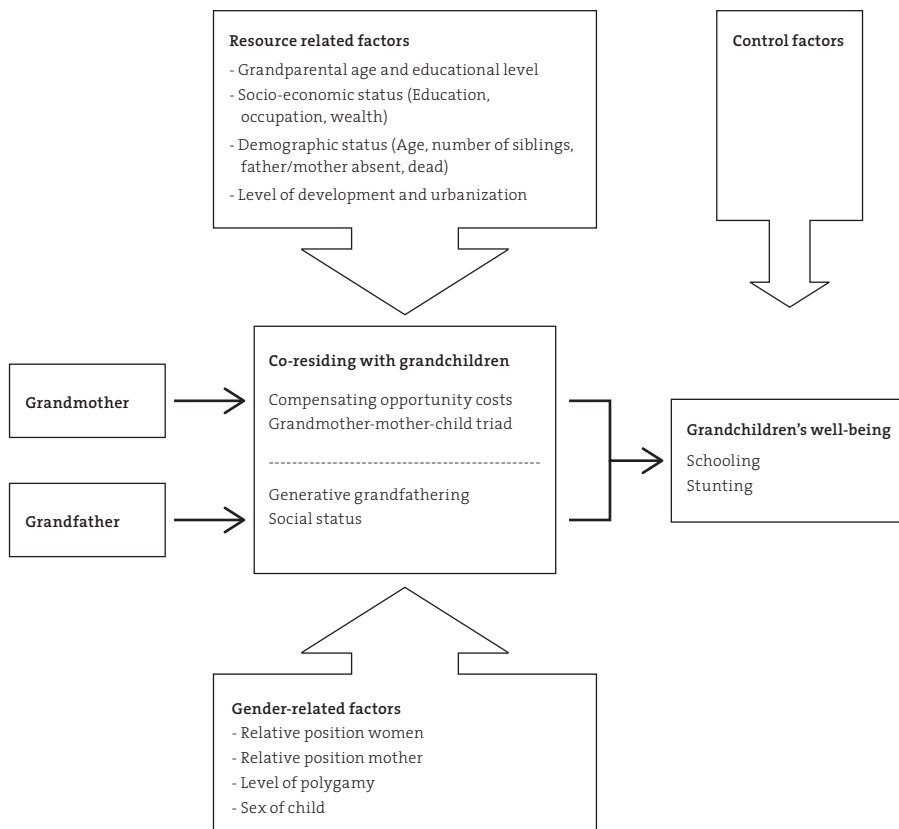 Resource related factors
- Grandparental age and educational level
- Socio-economic status (Education,
occupation, wealth)
- Demographic status (Age, number of siblings,
father/mother absent, dead)
- Level of development and urbanization
Control factors
Grandmother
Grandfather
Co-residing with grandchildren
Compensating opportunity costs
Grandmother-mother-child triad
----------------------------------------------
Generative grandfathering
Social status
Grandchildren's well-being
Schooling
Stunting
Gender-related factors
- Relative position women
- Relative position mother
- Level of polygamy
- Sex of child